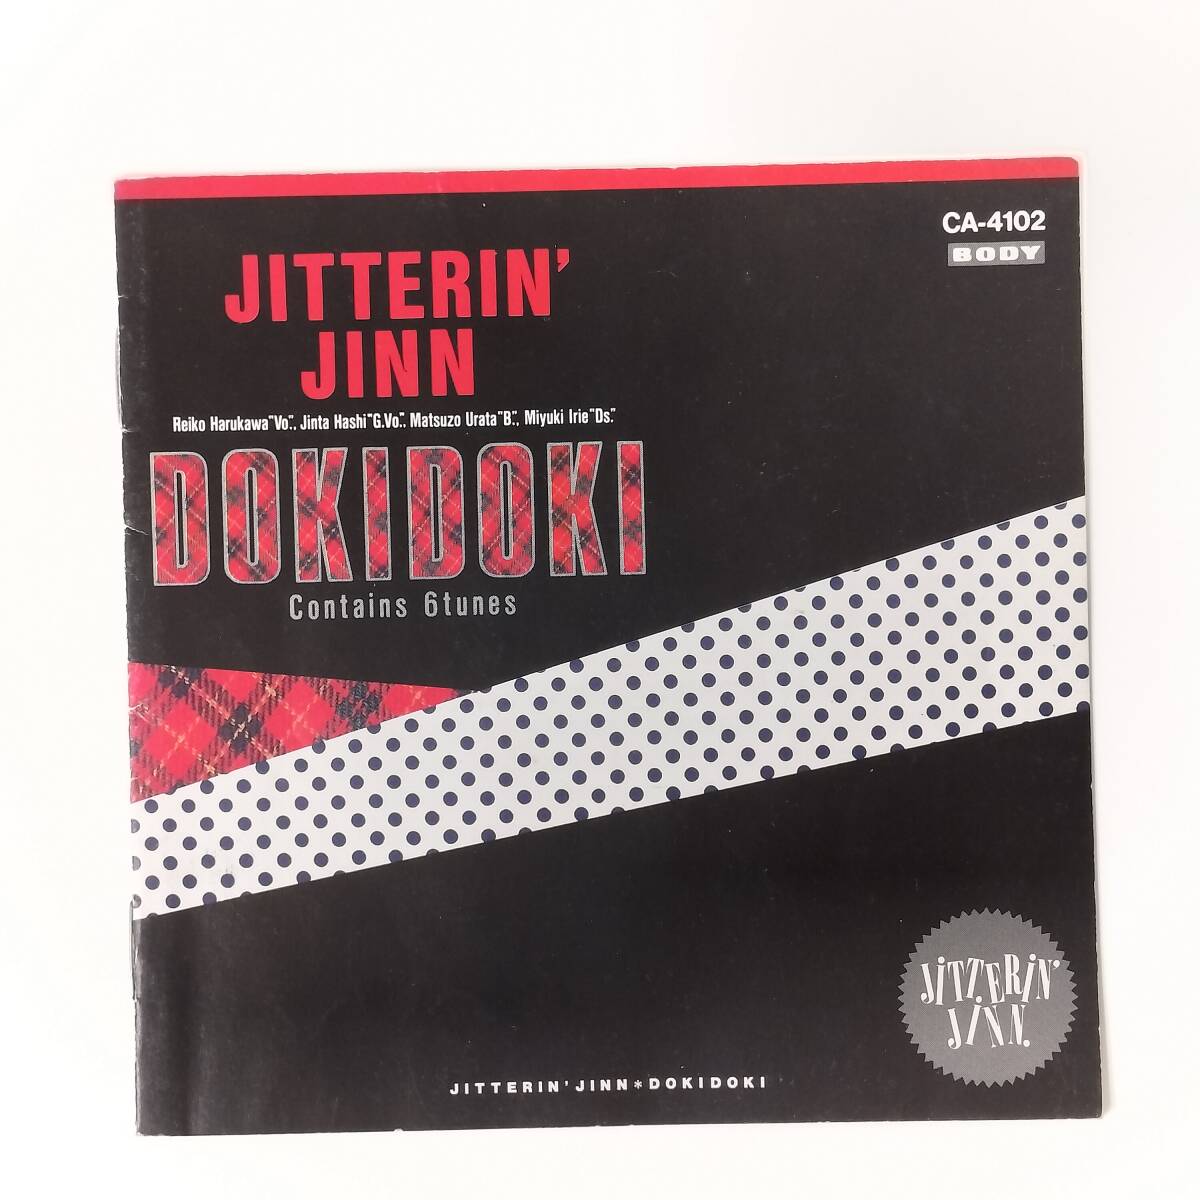 CA-4102
BODY
JITTERIN'
JINN
Reiko Harukawa"Vo.", Jinta Hashi"G.Vo.", Matsuzo Urata"B.", Miyuki Irie"Ds."
DOKIDOKI
Contains 6tunes
JiTTERiN'
JiNN.
JITTERIN'JINN*DOKIDOKI